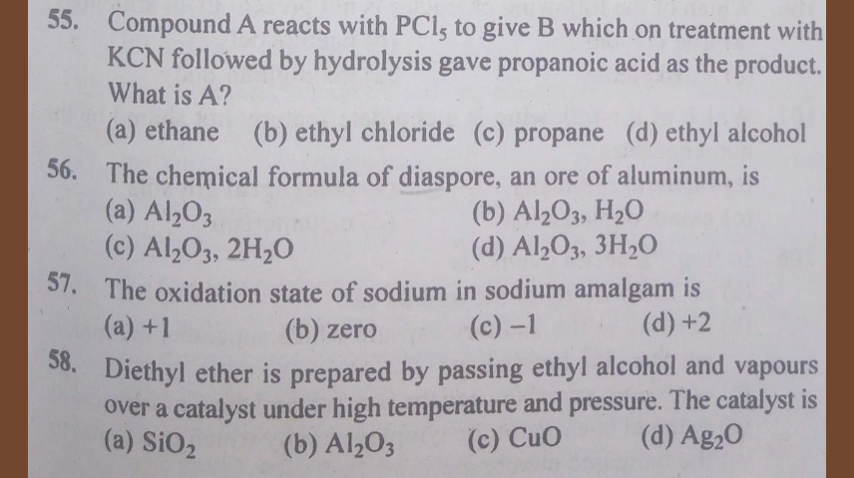 55. Compound A reacts with PCl₅ to give B which on treatment with
KCN followed by hydrolysis gave propanoic acid as the product.
What is A?
(a) ethane (b) ethyl chloride (c) propane (d) ethyl alcohol
56. The chemical formula of diaspore, an ore of aluminum, is
(a) Al₂O₃ (b) Al₂O₃, H₂O
(c) Al₂O₃, 2H₂O (d) Al₂O₃, 3H₂O
57. The oxidation state of sodium in sodium amalgam is
(a) +1 (b) zero (c) –1 (d) +2
58. Diethyl ether is prepared by passing ethyl alcohol and vapours
over a catalyst under high temperature and pressure. The catalyst is
(a) SiO₂ (b) Al₂O₃ (c) CuO (d) Ag₂O